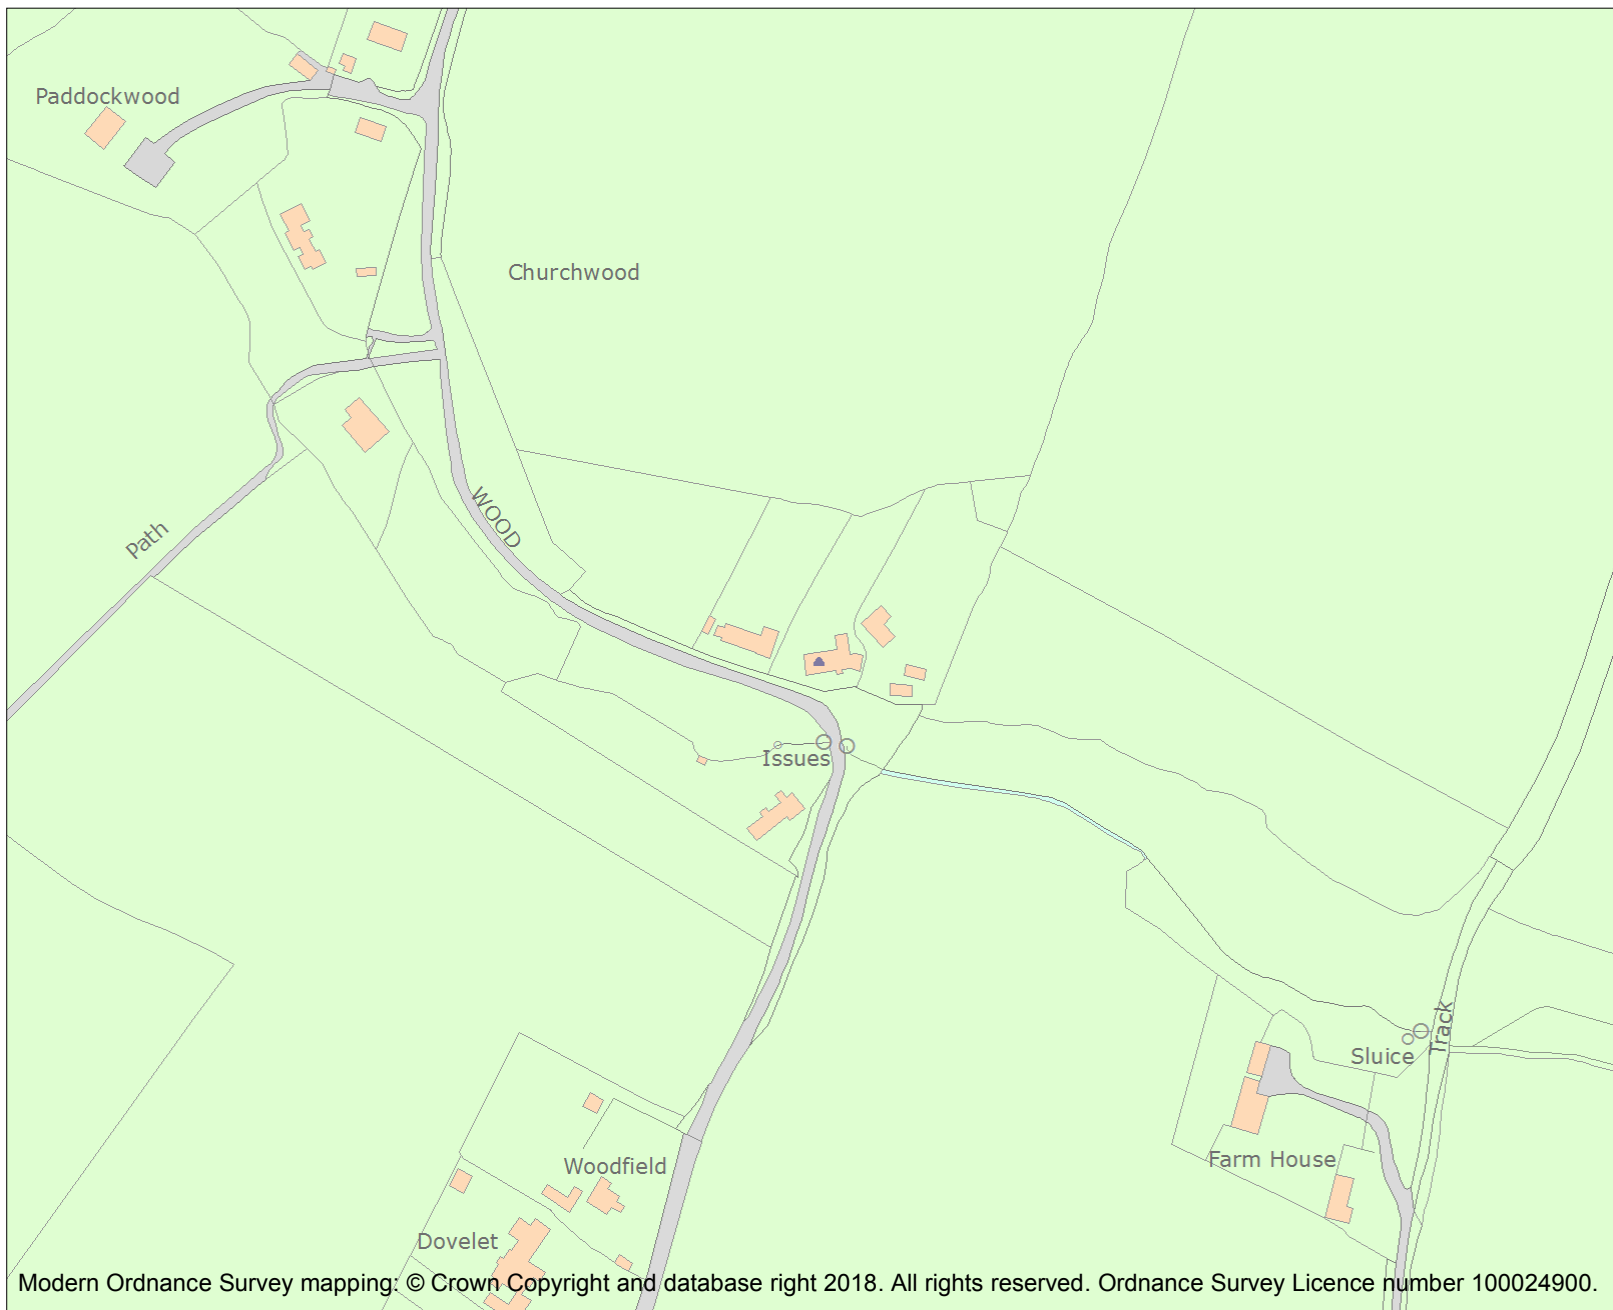 Paddockwood
Churchwood
WOOD
Path
Issues
Track
Sluice
Farm House
Woodfield
Dovelet
Modern Ordnance Survey mapping: © Crown Copyright and database right 2018. All rights reserved. Ordnance Survey Licence number 100024900.